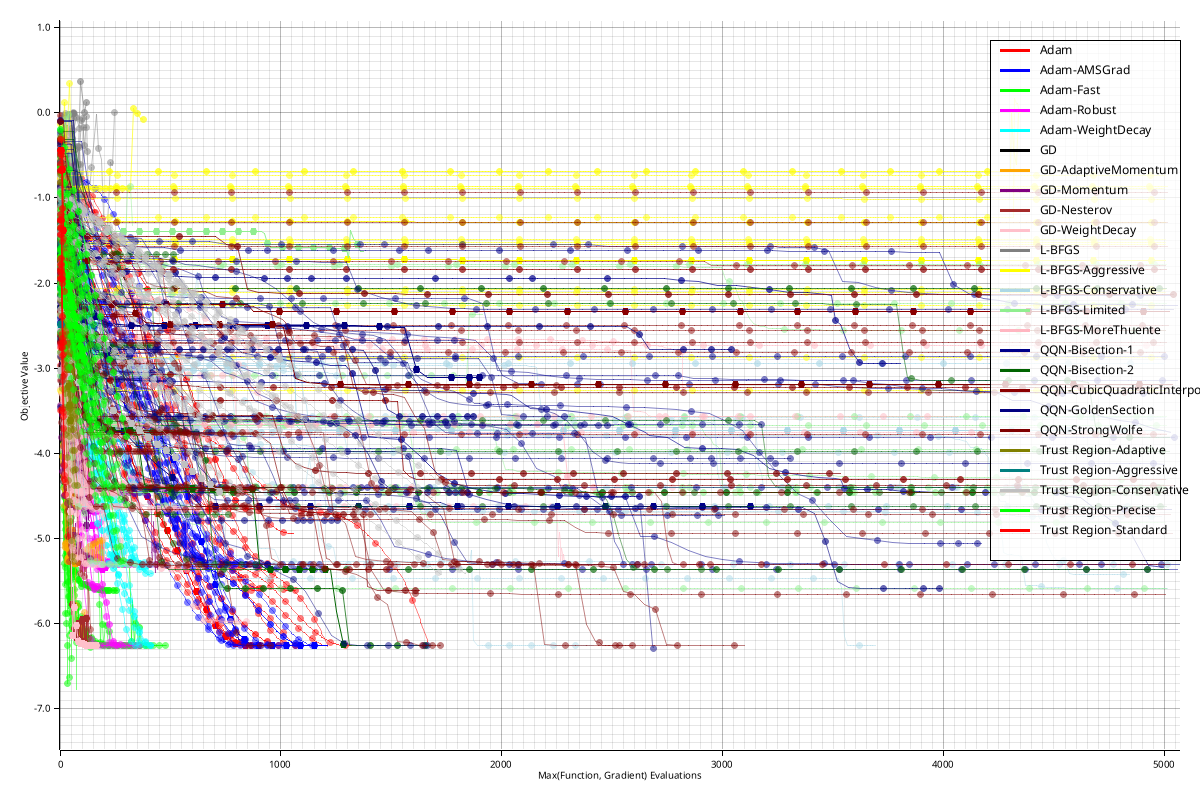 1.0
0.0
-1.0
-2.0
-3.0
-4.0
-5.0
-6.0
-7.0
Objective Value
0
1000
2000
3000
4000
5000
Max(Function, Gradient) Evaluations
Adam
Adam-AMSGrad
Adam-Fast
Adam-Robust
Adam-WeightDecay
GD
GD-AdaptiveMomentum
GD-Momentum
GD-Nesterov
GD-WeightDecay
L-BFGS
L-BFGS-Aggressive
L-BFGS-Conservative
L-BFGS-Limited
L-BFGS-MoreThuente
QQN-Bisection-1
QQN-Bisection-2
QQN-CubicQuadraticInterpo
QQN-GoldenSection
QQN-StrongWolfe
Trust Region-Adaptive
Trust Region-Aggressive
Trust Region-Conservative
Trust Region-Precise
Trust Region-Standard